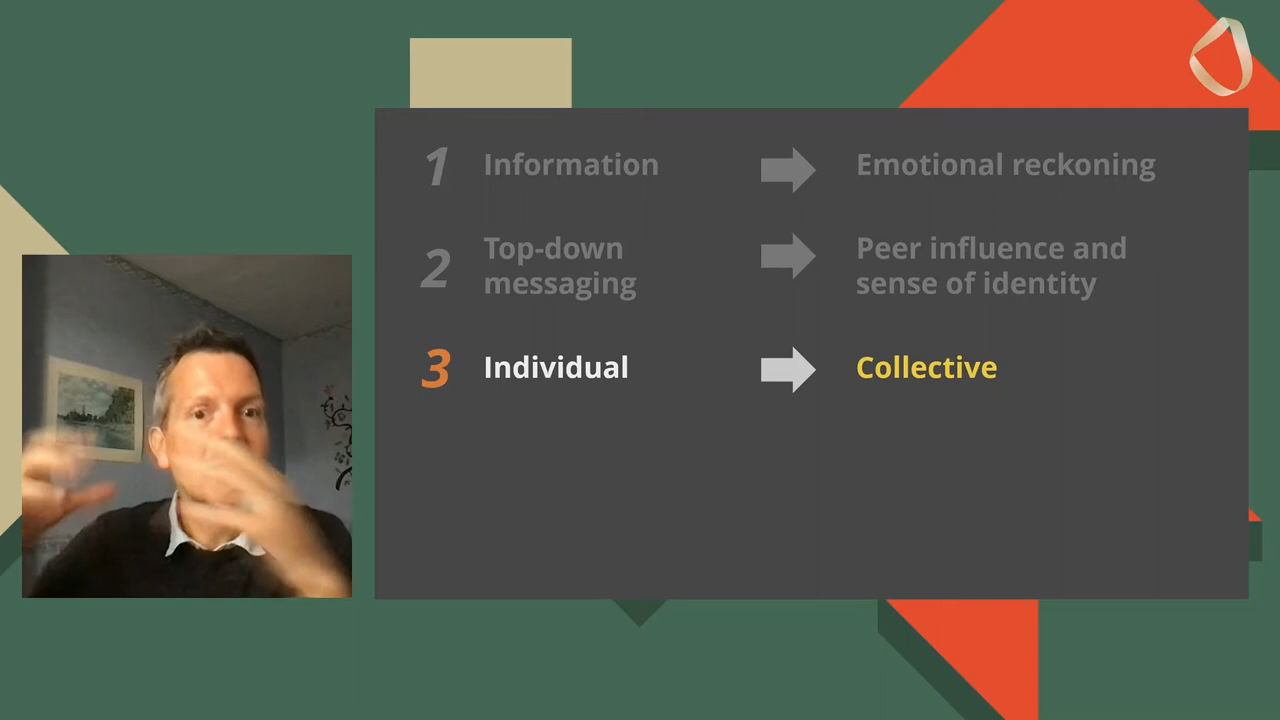 1 Information Emotional reckoning
2 Top-down Peer influence and
messaging sense of identity
3 Individual Collective